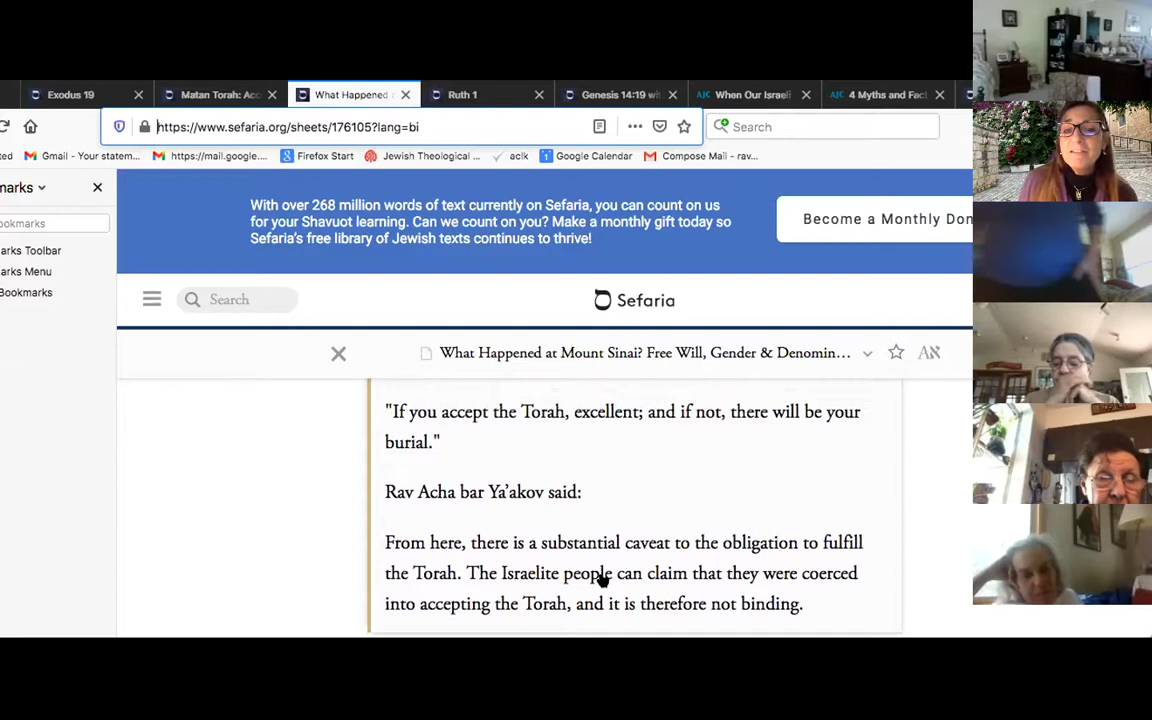 Exodus 19
Matan Torah: Acc
What Happened
Ruth 1
Genesis 14:19 wi
When Our Israeli
4 Myths and Fact
https://www.sefaria.org/sheets/176105?lang=bi
Search
ted
Gmail - Your statem...
https://mail.google....
Firefox Start
Jewish Theological ...
aclk
Google Calendar
Compose Mail - rav...
marks
ookmarks
arks Toolbar
arks Menu
Bookmarks
With over 268 million words of text currently on Sefaria, you can count on us
for your Shavuot learning. Can we count on you? Make a monthly gift today so
Sefaria's free library of Jewish texts continues to thrive!
Become a Monthly Don
Search
Sefaria
What Happened at Mount Sinai? Free Will, Gender & Denomin...
Aא
"If you accept the Torah, excellent; and if not, there will be your
burial."
Rav Acha bar Ya’akov said:
From here, there is a substantial caveat to the obligation to fulfill
the Torah. The Israelite people can claim that they were coerced
into accepting the Torah, and it is therefore not binding.